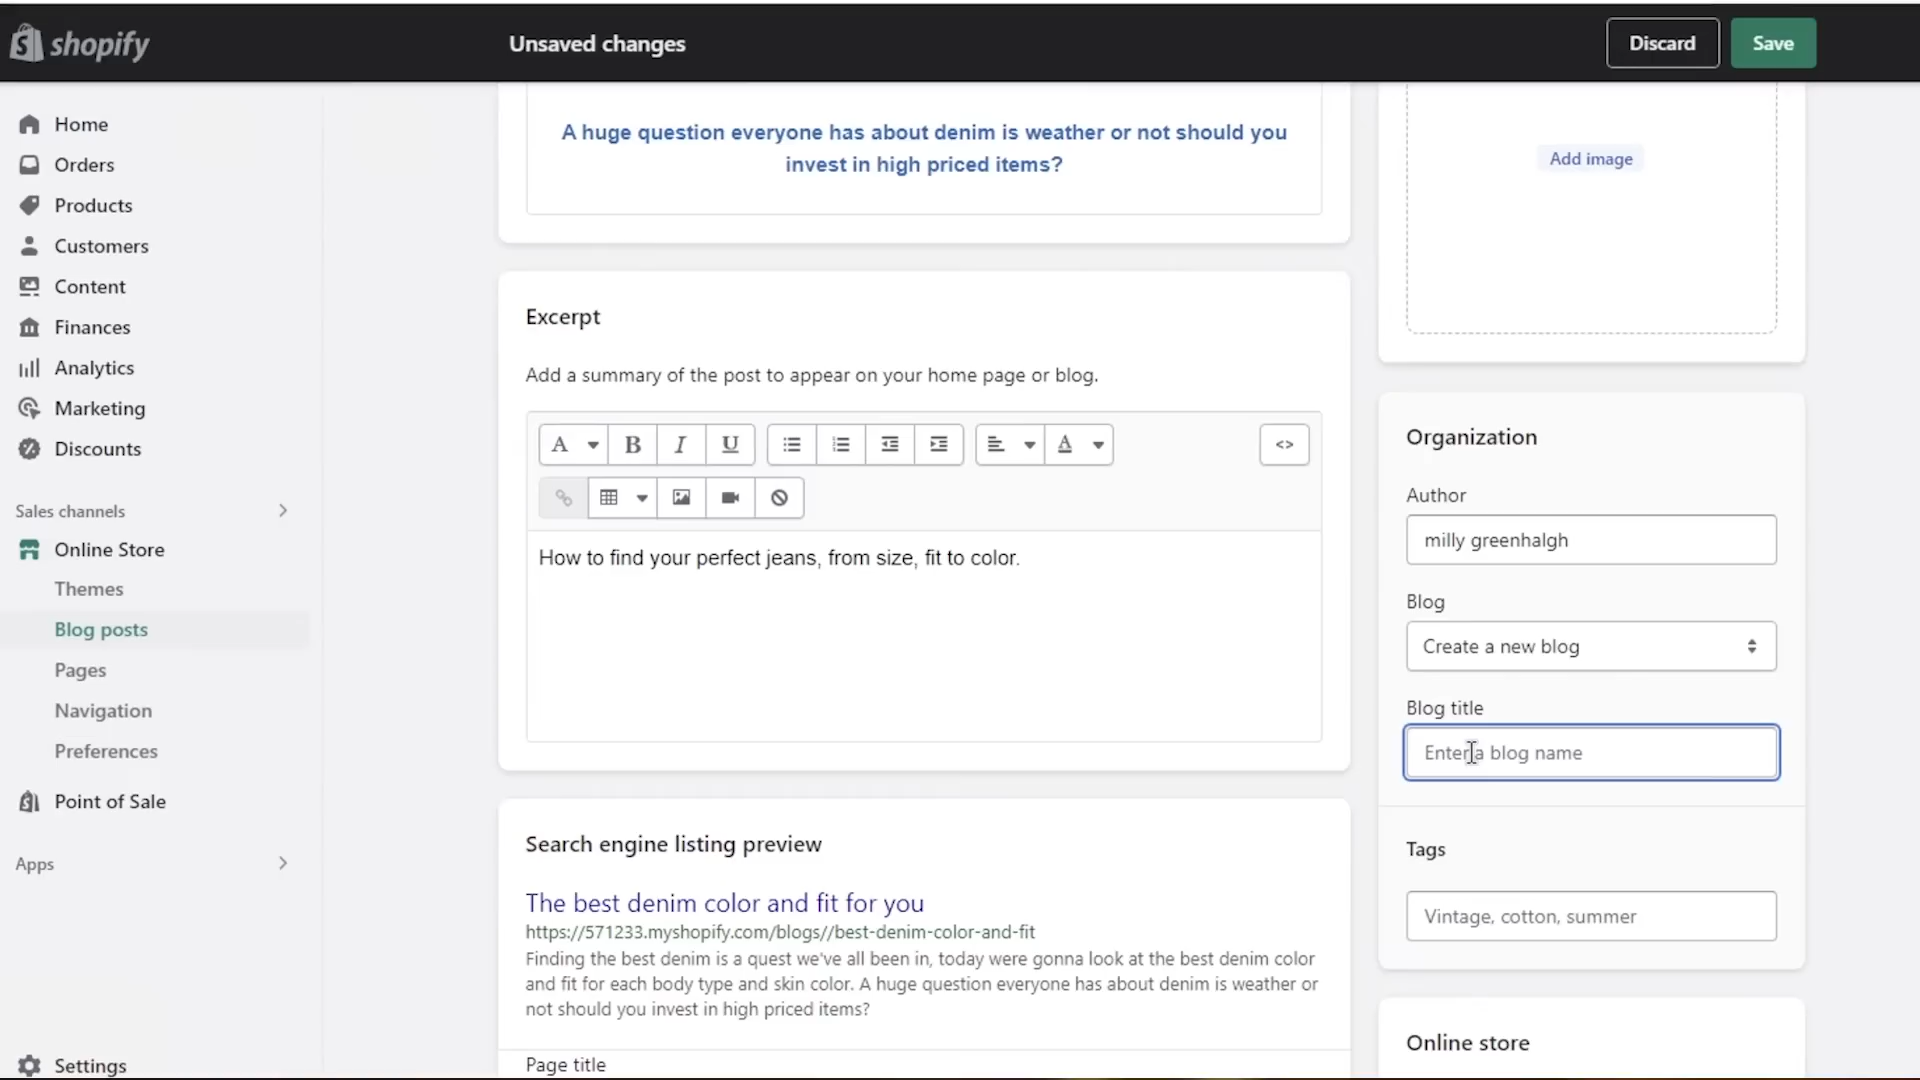 shopify
Unsaved changes
Discard
Save
Home
Orders
Products
Customers
Content
Finances
Analytics
Marketing
Discounts
Sales channels
Online Store
Themes
Blog posts
Pages
Navigation
Preferences
Point of Sale
Apps
Settings
A huge question everyone has about denim is weather or not should you
invest in high priced items?
Excerpt
Add a summary of the post to appear on your home page or blog.
A
B
I
U
A
<>
How to find your perfect jeans, from size, fit to color.
Search engine listing preview
The best denim color and fit for you
https://571233.myshopify.com/blogs//best-denim-color-and-fit
Finding the best denim is a quest we've all been in, today were gonna look at the best denim color
and fit for each body type and skin color. A huge question everyone has about denim is weather or
not should you invest in high priced items?
Page title
Add image
Organization
Author
milly greenhalgh
Blog
Create a new blog
Blog title
Enter a blog name
Tags
Vintage, cotton, summer
Online store